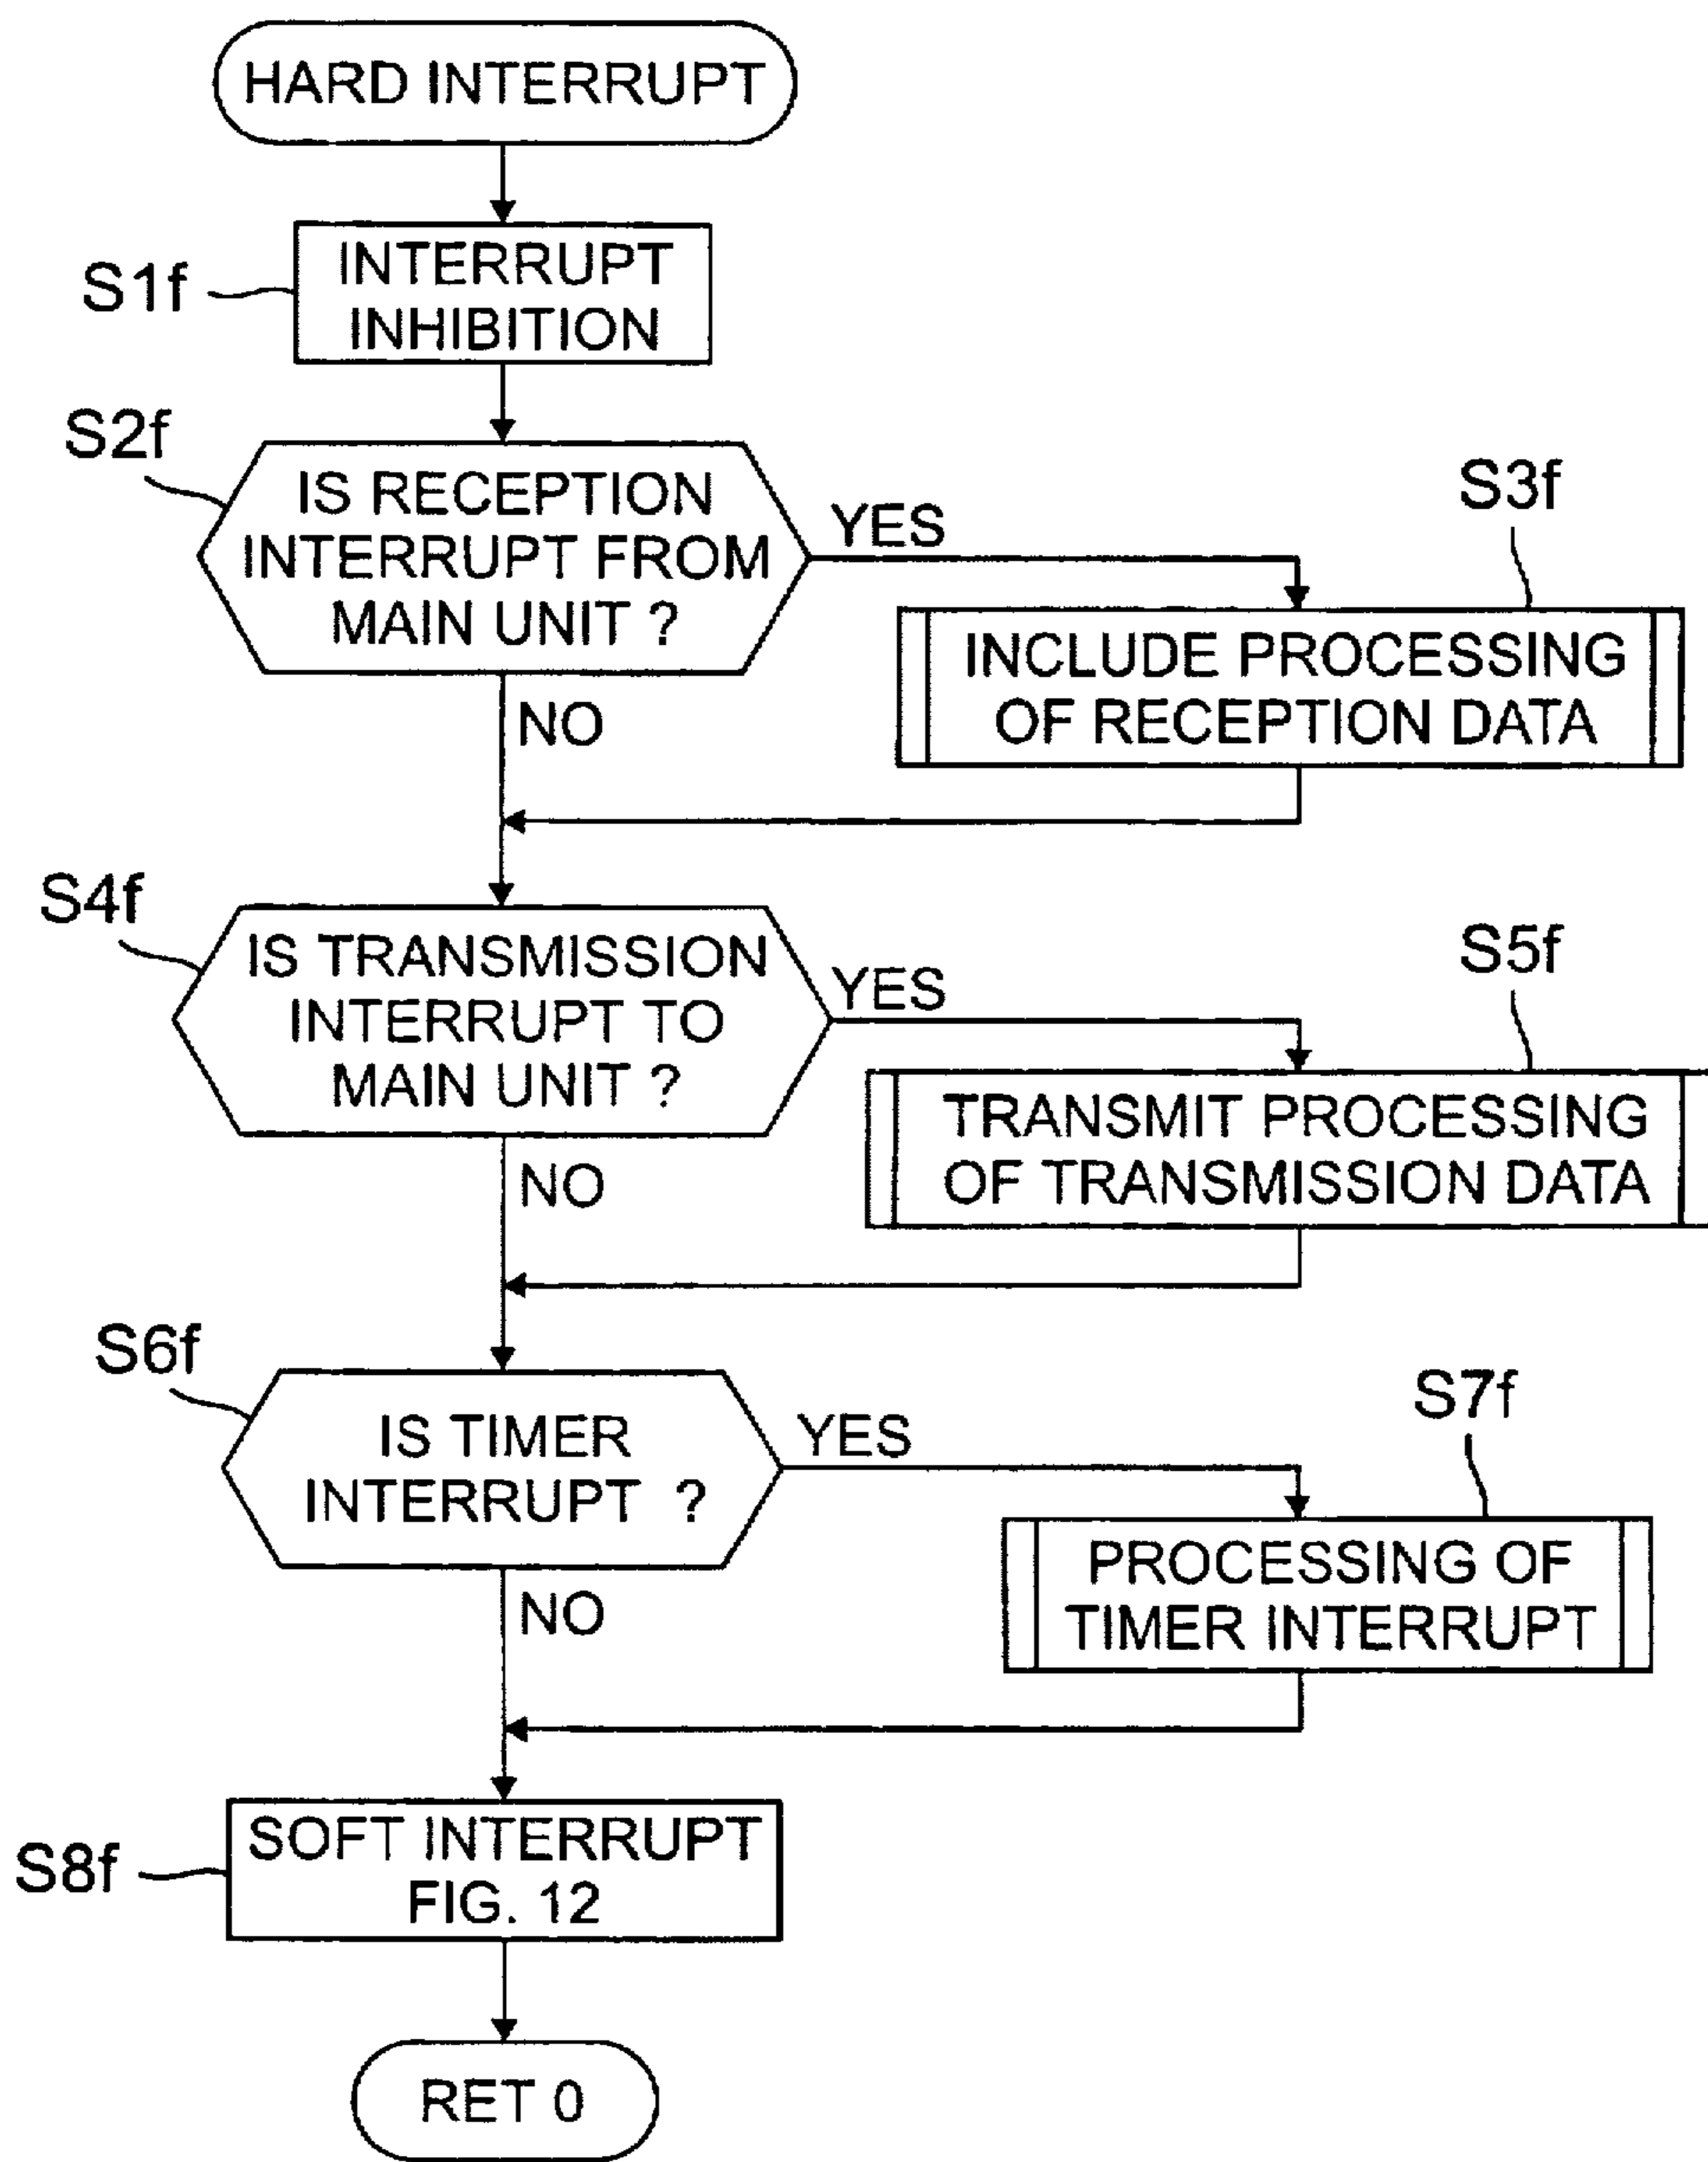 HARD INTERRUPT
S1f
INTERRUPT
INHIBITION
S2f
IS RECEPTION
INTERRUPT FROM
MAIN UNIT ?
YES
NO
S3f
INCLUDE PROCESSING
OF RECEPTION DATA
S4f
IS TRANSMISSION
INTERRUPT TO
MAIN UNIT ?
YES
NO
S5f
TRANSMIT PROCESSING
OF TRANSMISSION DATA
S6f
IS TIMER
INTERRUPT ?
YES
NO
S7f
PROCESSING OF
TIMER INTERRUPT
S8f
SOFT INTERRUPT
FIG. 12
RET 0